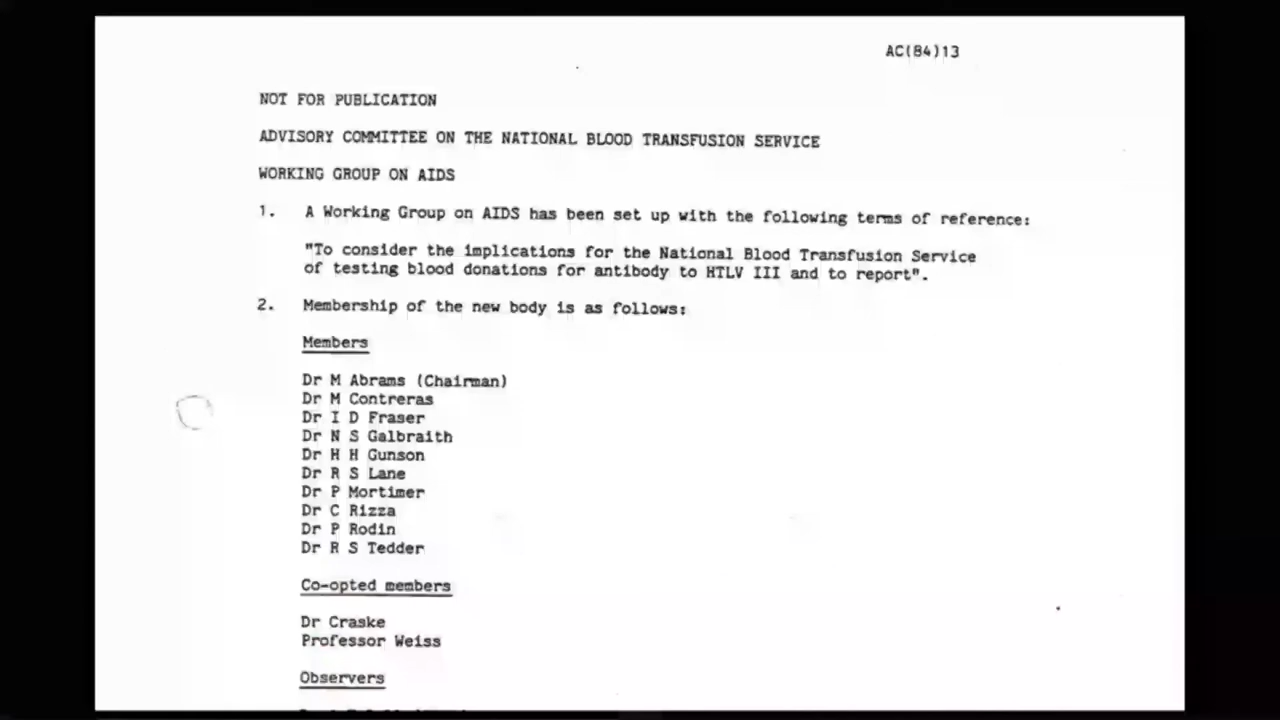 AC(84)13
NOT FOR PUBLICATION
ADVISORY COMMITTEE ON THE NATIONAL BLOOD TRANSFUSION SERVICE
WORKING GROUP ON AIDS
1. A Working Group on AIDS has been set up with the following terms of reference:
"To consider the implications for the National Blood Transfusion Service
of testing blood donations for antibody to HTLV III and to report".
2. Membership of the new body is as follows:
Members
Dr M Abrams (Chairman)
Dr M Contreras
Dr I D Fraser
Dr N S Galbraith
Dr H H Gunson
Dr R S Lane
Dr P Mortimer
Dr C Rizza
Dr P Rodin
Dr R S Tedder
Co-opted members
Dr Craske
Professor Weiss
Observers